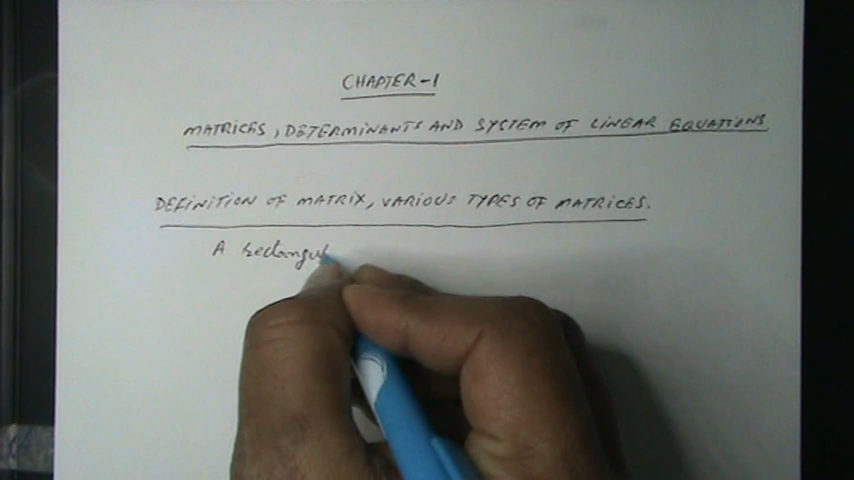 CHAPTER-1
MATRICES, DETERMINANTS AND SYSTEM OF LINEAR EQUATIONS
DEFINITION OF MATRIX, VARIOUS TYPES OF MATRICES.
A rectangul